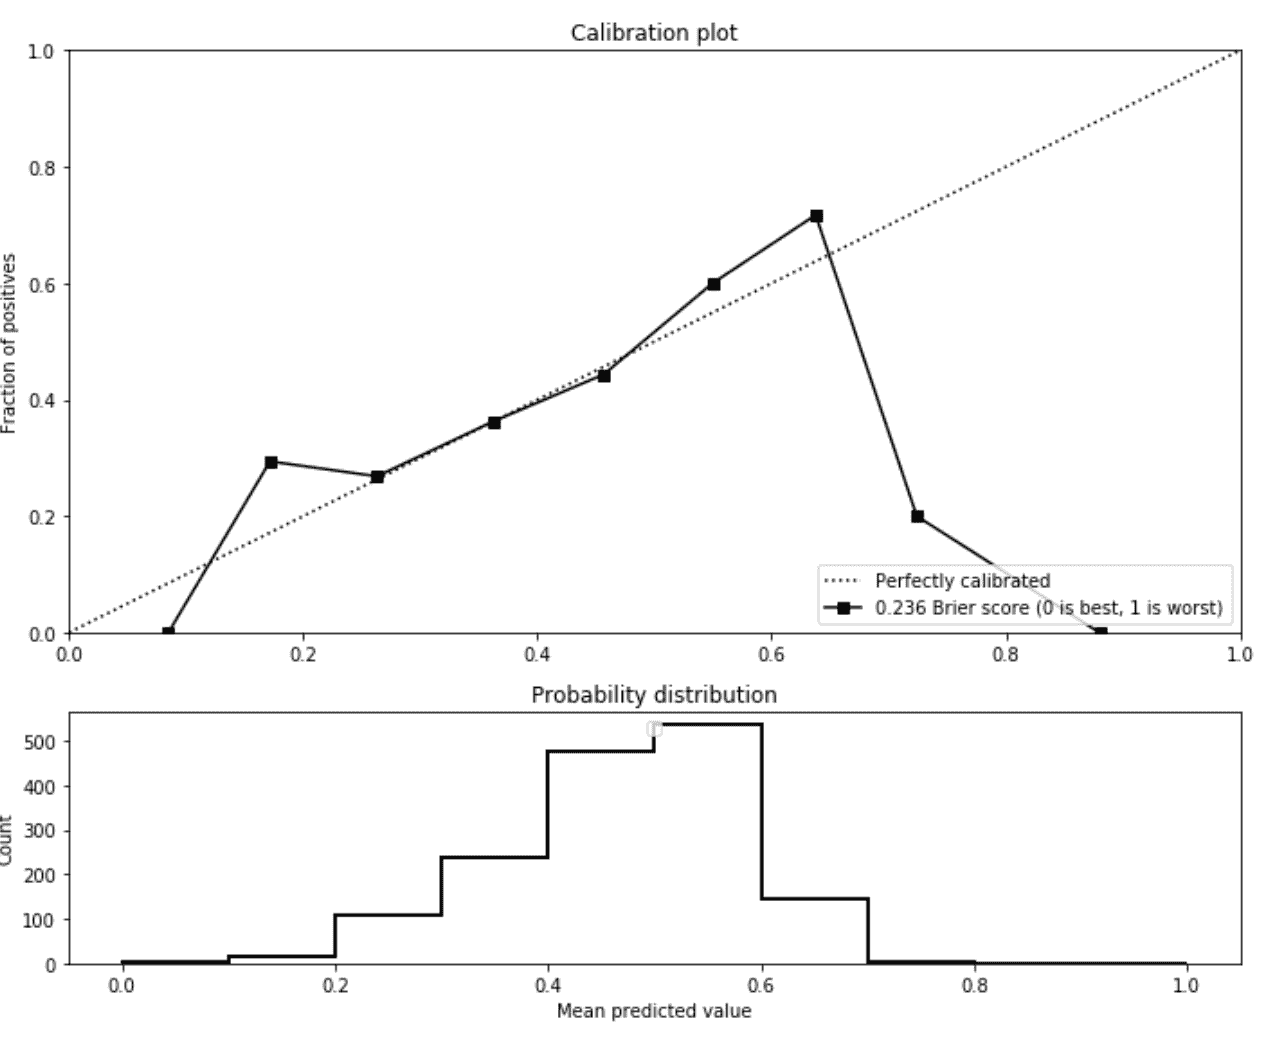 Calibration plot
1.0
0.8
0.6
0.4
0.2
0.0
Fraction of positives
0.0 0.2 0.4 0.6 0.8 1.0
Perfectly calibrated
0.236 Brier score (0 is best, 1 is worst)
Probability distribution
500
400
300
200
100
0
Count
0.0 0.2 0.4 0.6 0.8 1.0
Mean predicted value